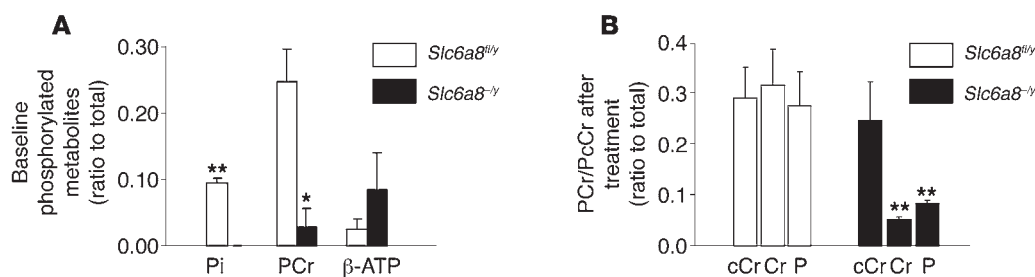 A
Baseline
phosphorylated
metabolites
(ratio to total)
0.30
0.20
0.10
0.00
**
*
Pi PCr β-ATP
Slc6a8fl/y
Slc6a8–/y
B
PCr/PcCr after
treatment
(ratio to total)
0.4
0.3
0.2
0.1
0.0
** **
cCr Cr P cCr Cr P
Slc6a8fl/y
Slc6a8–/y